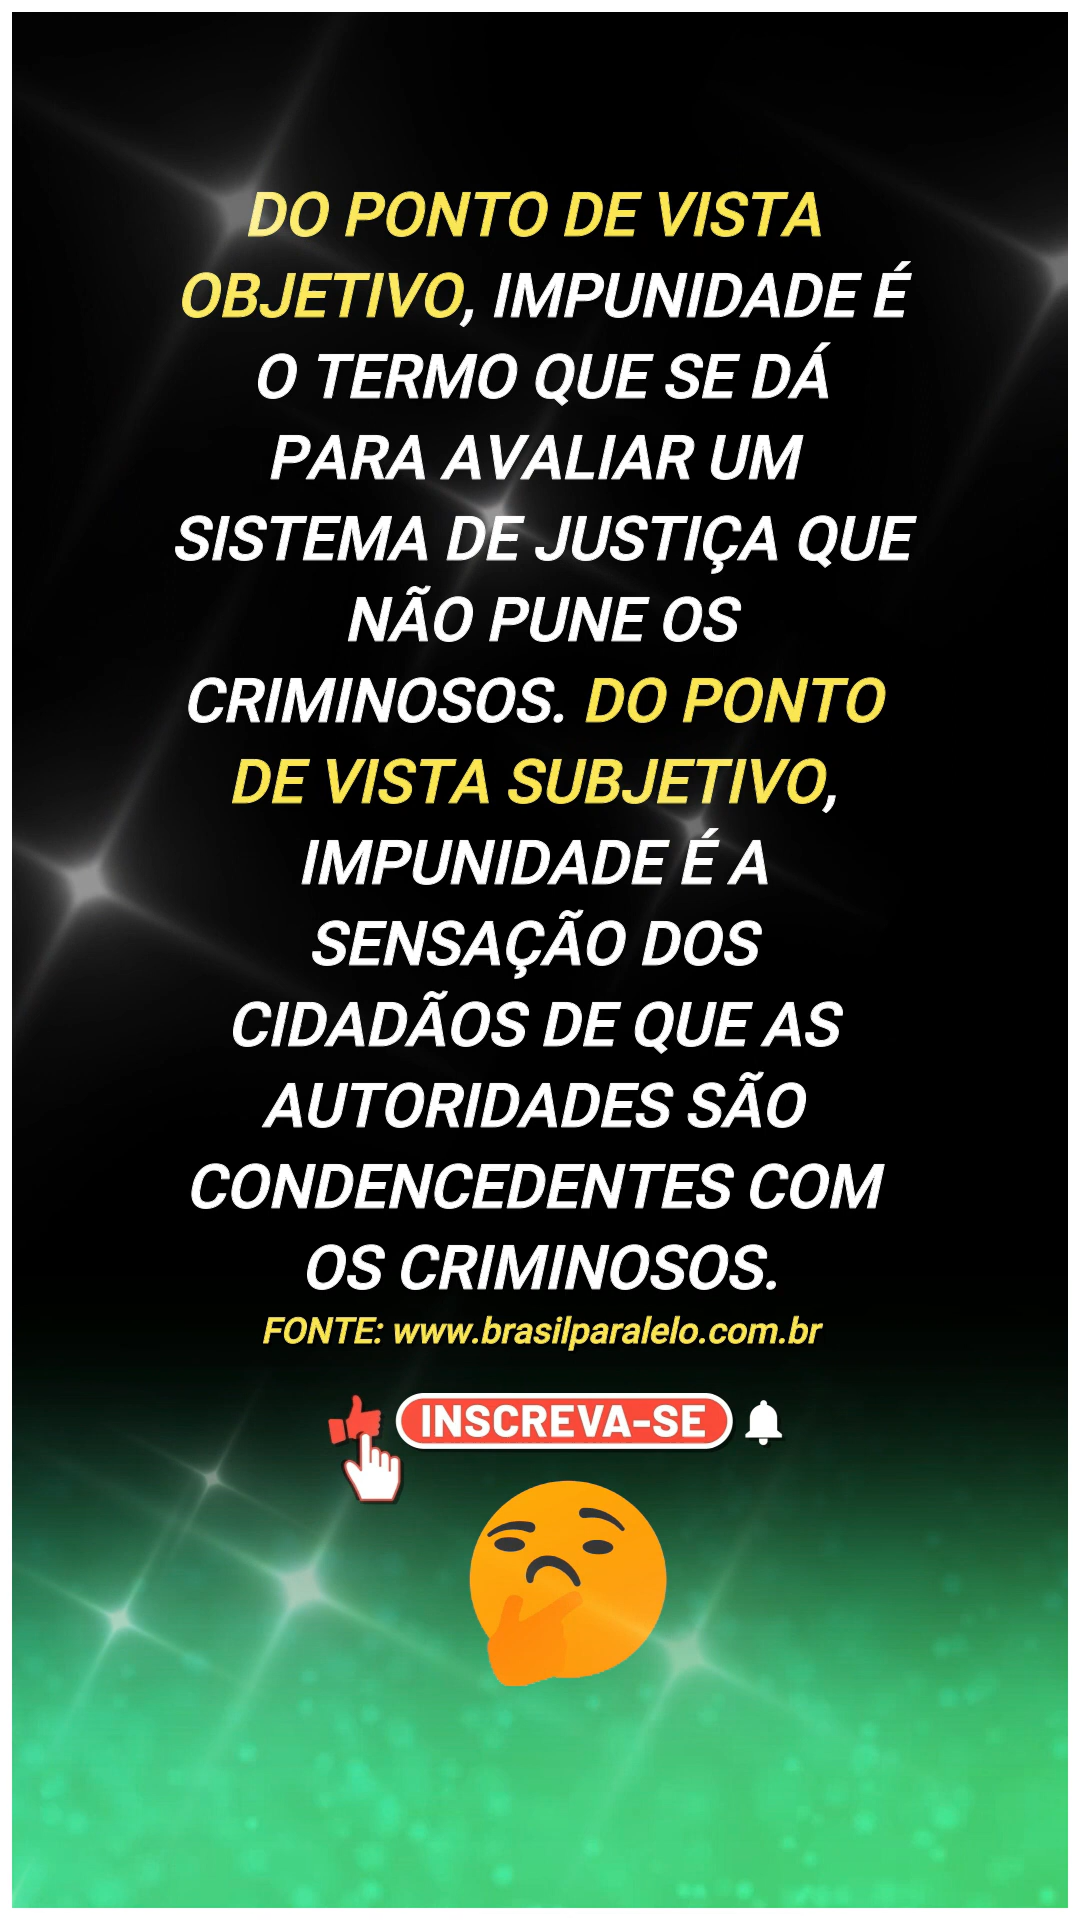 DO PONTO DE VISTA
OBJETIVO, IMPUNIDADE É
O TERMO QUE SE DÁ
PARA AVALIAR UM
SISTEMA DE JUSTIÇA QUE
NÃO PUNE OS
CRIMINOSOS. DO PONTO
DE VISTA SUBJETIVO,
IMPUNIDADE É A
SENSAÇÃO DOS
CIDADÃOS DE QUE AS
AUTORIDADES SÃO
CONDENCEDENTES COM
OS CRIMINOSOS.
FONTE: www.brasilparalelo.com.br
INSCREVA-SE